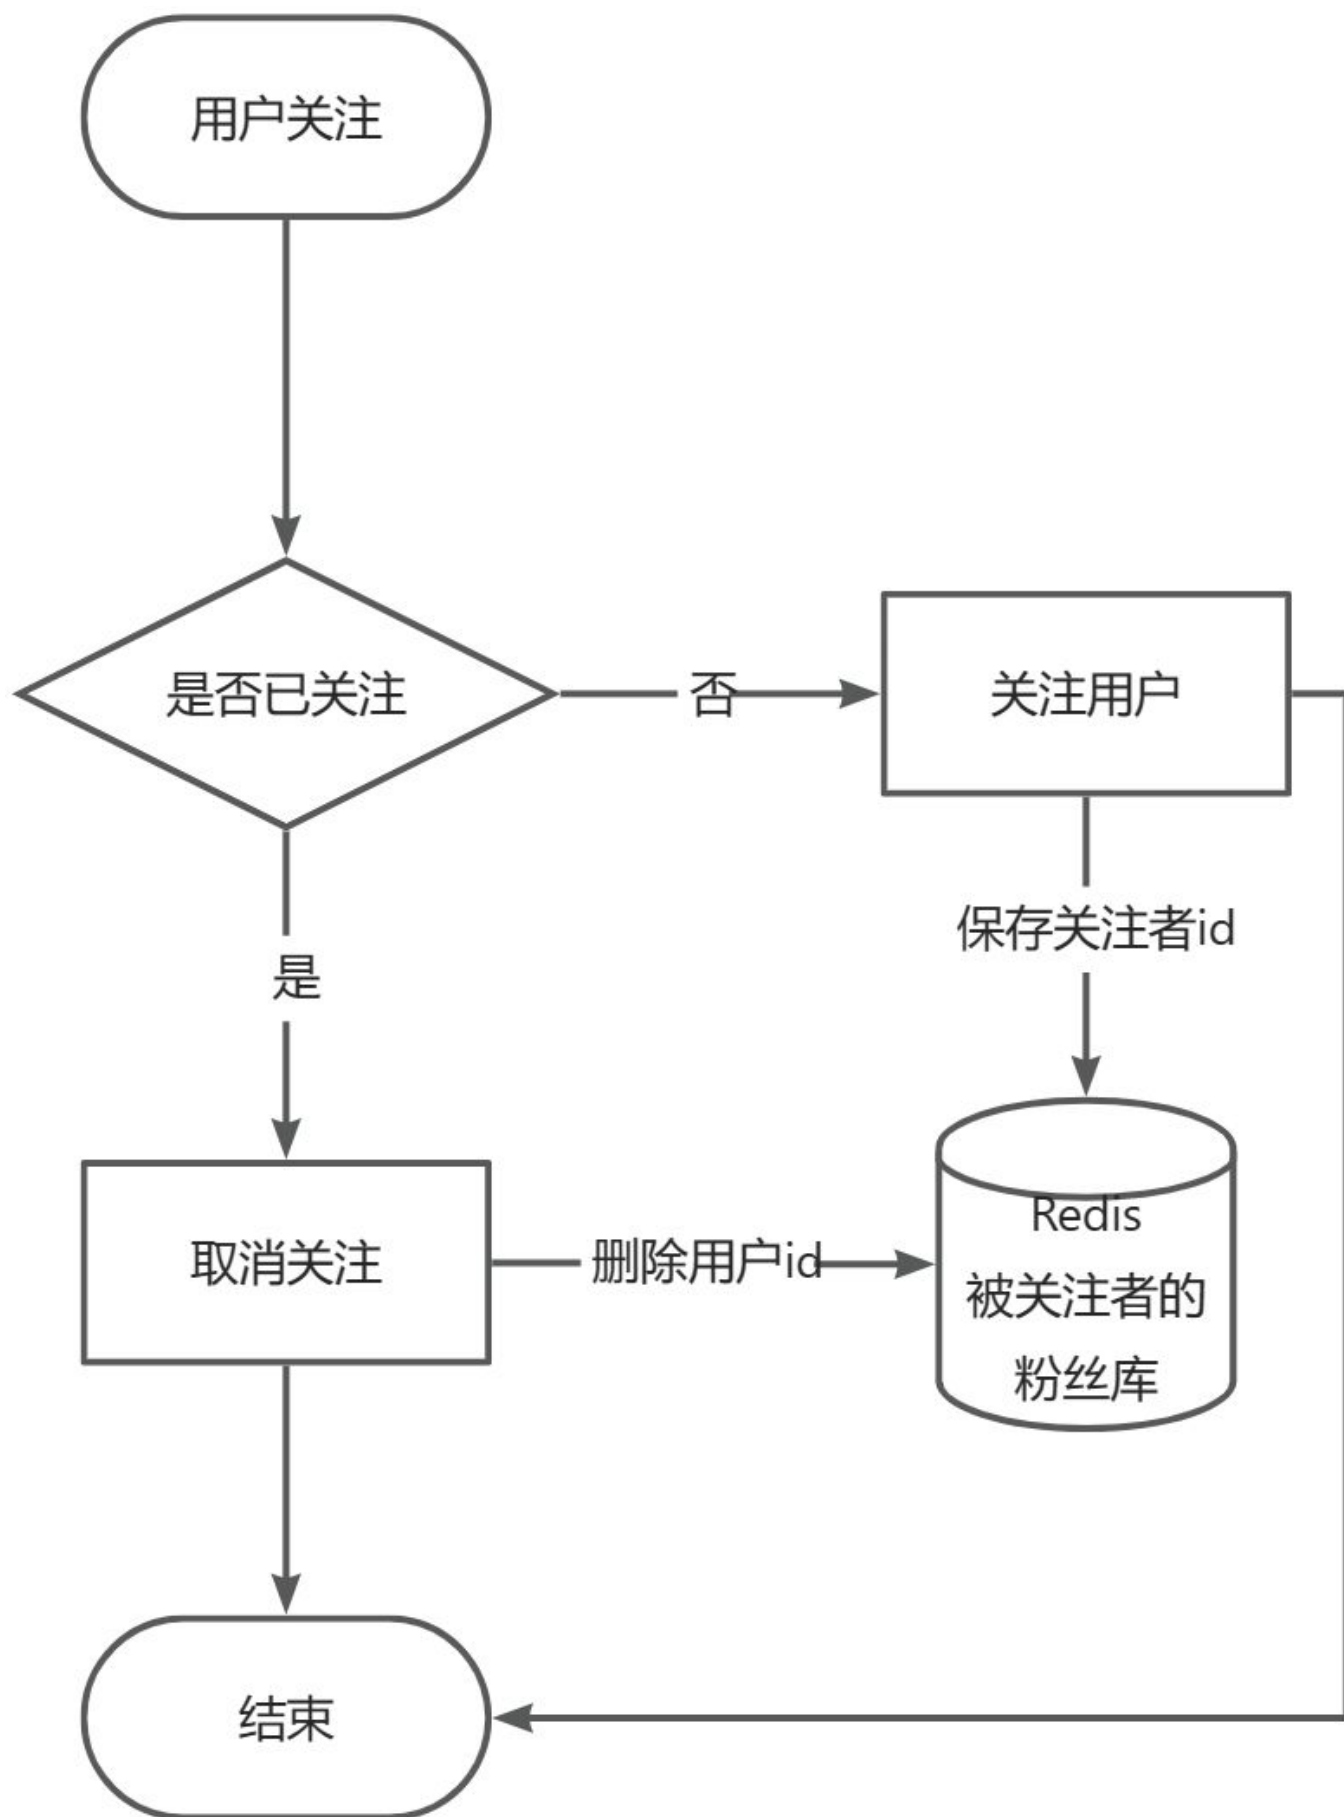 用户关注
是否已关注
否
关注用户
保存关注者id
是
取消关注
删除用户id
Redis
被关注者的
粉丝库
结束